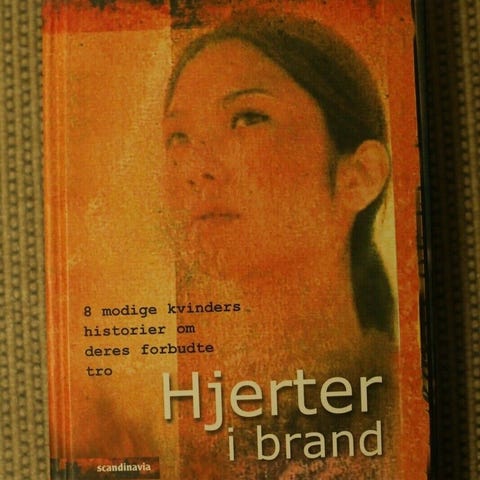 8 modige kvinders
historier om
deres forbudte
tro
Hjerter
i brand
scandinavia